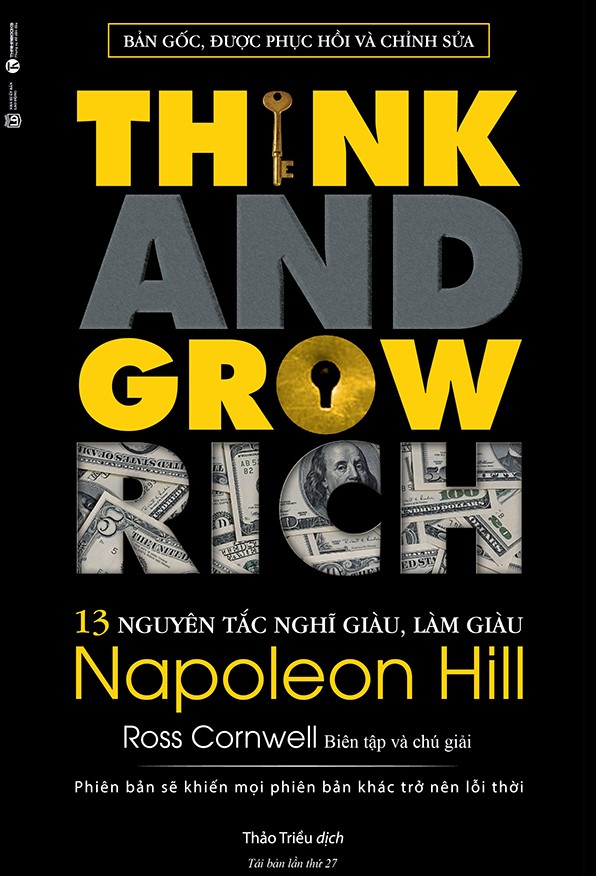 BẢN GỐC, ĐƯỢC PHỤC HỒI VÀ CHỈNH SỬA
THINK
AND
GROW
RICH
13 NGUYÊN TẮC NGHĨ GIÀU, LÀM GIÀU
Napoleon Hill
Ross Cornwell Biên tập và chú giải
Phiên bản sẽ khiến mọi phiên bản khác trở nên lỗi thời
Thảo Triều dịch
Tái bản lần thứ 27